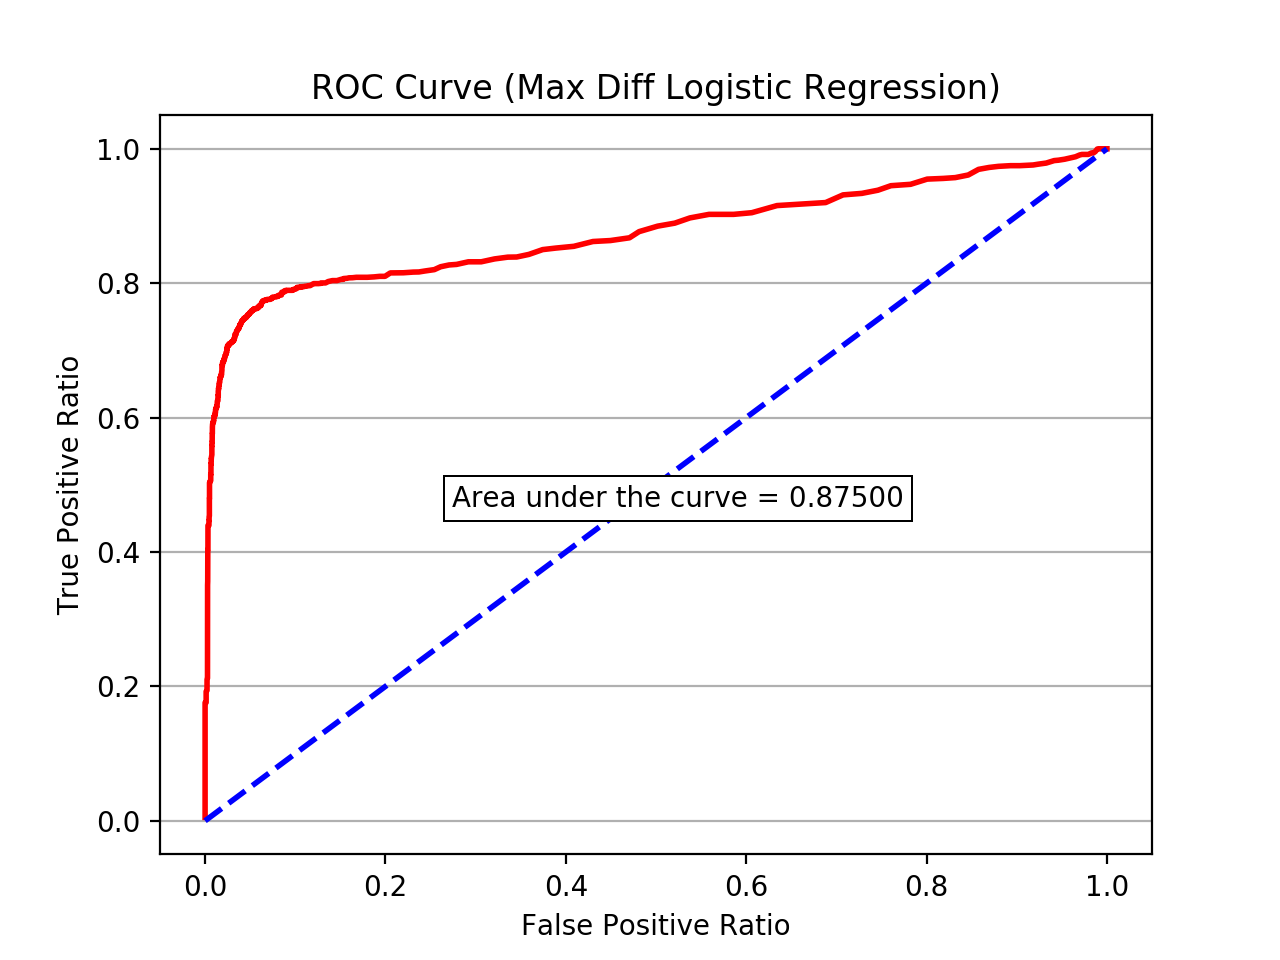 ROC Curve (Max Diff Logistic Regression)
1.0
0.8
0.6
0.4
0.2
0.0
True Positive Ratio
Area under the curve = 0.87500
0.0 0.2 0.4 0.6 0.8 1.0
False Positive Ratio